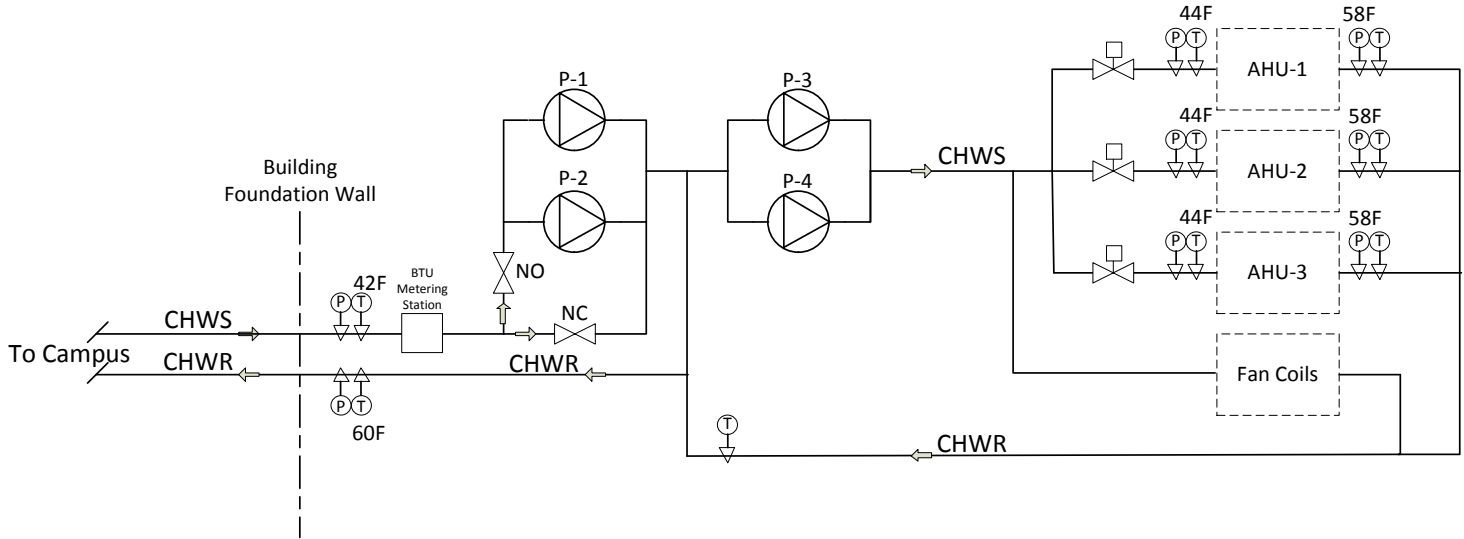 44F
58F
P T
P T
P-1
P-3
AHU-1
44F
58F
P T
P T
Building
Foundation Wall
P-2
P-4
CHWS
AHU-2
44F
58F
P T
P T
NO
AHU-3
42F
BTU
Metering
Station
P T
CHWS
NC
To Campus
CHWR
CHWR
Fan Coils
P T
60F
T
CHWR